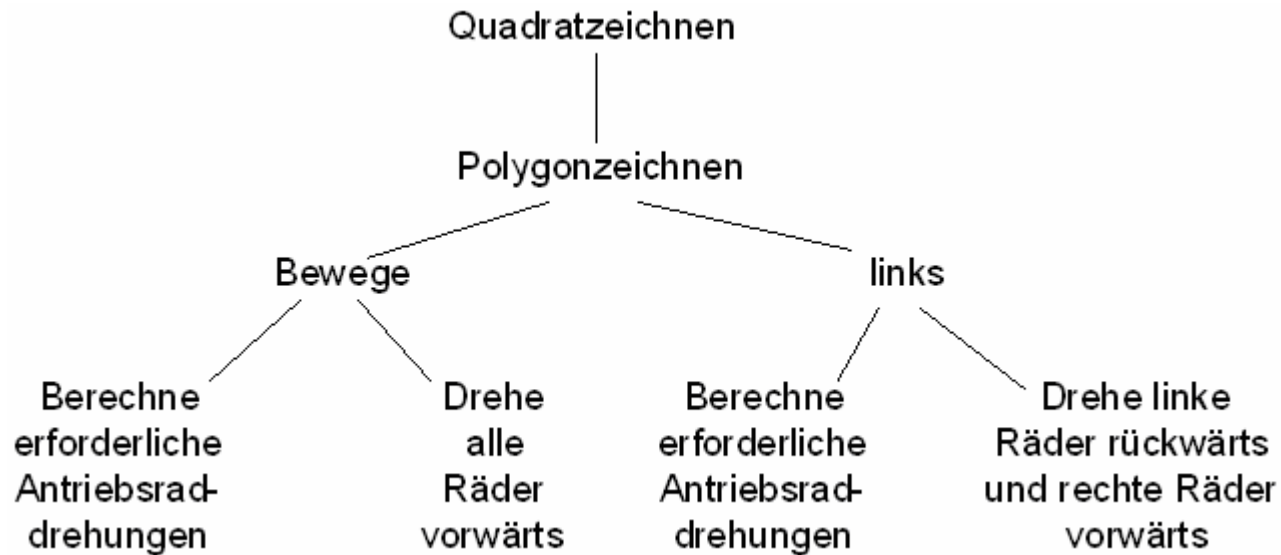 Quadratzeichnen
Polygonzeichnen
Bewege
links
Berechne
erforderliche
Antriebsrad-
drehungen
Drehe
alle
Räder
vorwärts
Berechne
erforderliche
Antriebsrad-
drehungen
Drehe linke
Räder rückwärts
und rechte Räder
vorwärts